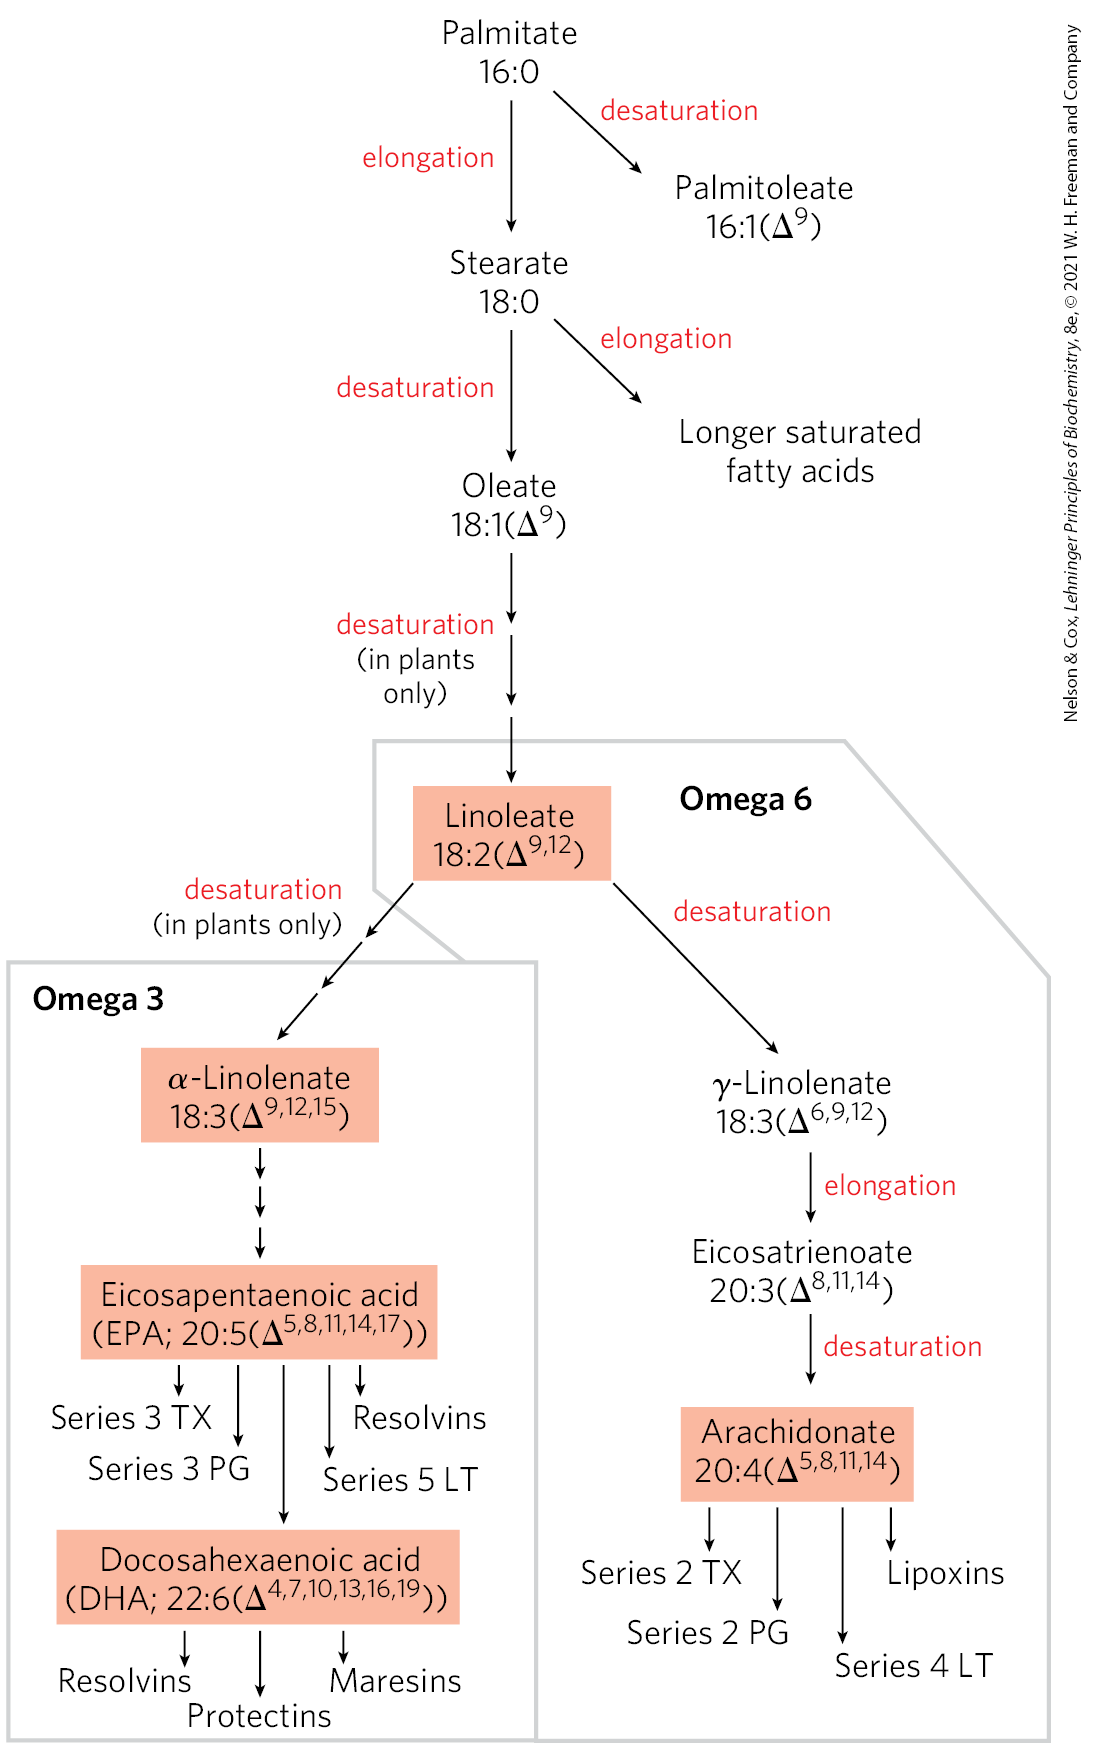 Palmitate
16:0
desaturation
elongation
Palmitoleate
16:1(Δ⁹)
Stearate
18:0
elongation
desaturation
Longer saturated
fatty acids
Oleate
18:1(Δ⁹)
desaturation
(in plants
only)
Omega 6
Linoleate
18:2(Δ⁹,¹²)
desaturation
(in plants only)
desaturation
Omega 3
α-Linolenate
18:3(Δ⁹,¹²,¹⁵)
γ-Linolenate
18:3(Δ⁶,⁹,¹²)
elongation
Eicosatrienoate
20:3(Δ⁸,¹¹,¹⁴)
desaturation
Eicosapentaenoic acid
(EPA; 20:5(Δ⁵,⁸,¹¹,¹⁴,¹⁷))
Series 3 TX
Resolvins
Series 3 PG
Series 5 LT
Arachidonate
20:4(Δ⁵,⁸,¹¹,¹⁴)
Docosahexaenoic acid
(DHA; 22:6(Δ⁴,⁷,¹⁰,¹³,¹⁶,¹⁹))
Series 2 TX
Lipoxins
Series 2 PG
Series 4 LT
Resolvins
Maresins
Protectins
Nelson & Cox, Lehninger Principles of Biochemistry, 8e, © 2021 W. H. Freeman and Company